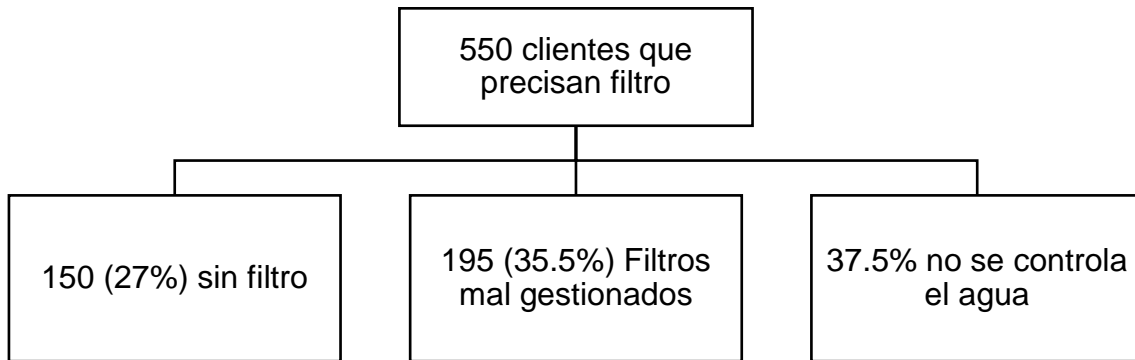 550 clientes que
precisan filtro
150 (27%) sin filtro
195 (35.5%) Filtros
mal gestionados
37.5% no se controla
el agua